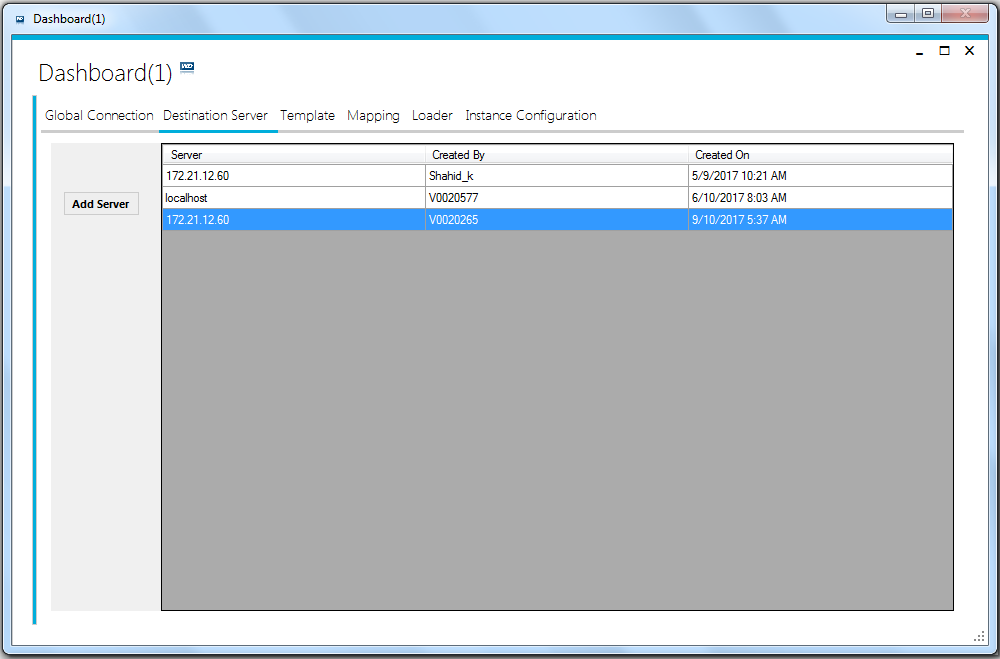 Dashboard(1)
Dashboard(1)
Global Connection Destination Server Template Mapping Loader Instance Configuration
Server Created By Created On
172.21.12.60 Shahid_k 5/9/2017 10:21 AM
Add Server
localhost V0020577 6/10/2017 8:03 AM
172.21.12.60 V0020265 9/10/2017 5:37 AM